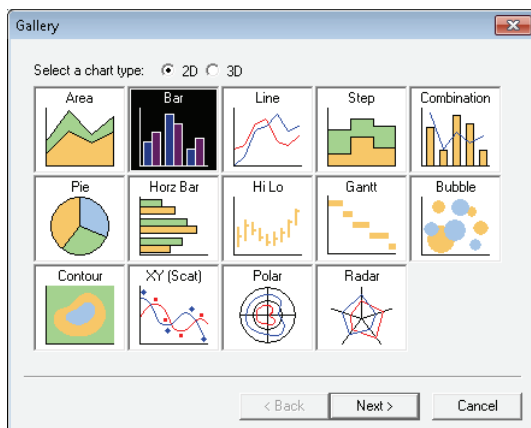 Gallery
Select a chart type: 2D 3D
Area Bar Line Step Combination
Pie Horz Bar Hi Lo Gantt Bubble
Contour XY (Scat) Polar Radar
< Back Next > Cancel